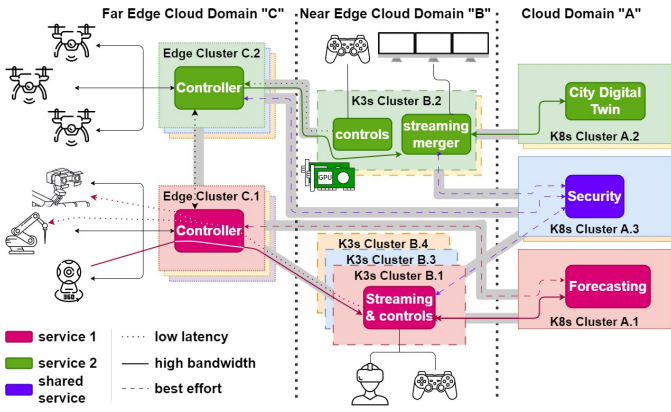 Far Edge Cloud Domain "C"
Near Edge Cloud Domain "B"
Cloud Domain "A"
Edge Cluster C.2
Controller
K3s Cluster B.2
controls
streaming
merger
GPU
City Digital
Twin
K8s Cluster A.2
Edge Cluster C.1
Controller
360°
Security
K8s Cluster A.3
K3s Cluster B.4
K3s Cluster B.3
K3s Cluster B.1
Streaming
& controls
Forecasting
K8s Cluster A.1
service 1
service 2
shared
service
low latency
high bandwidth
best effort